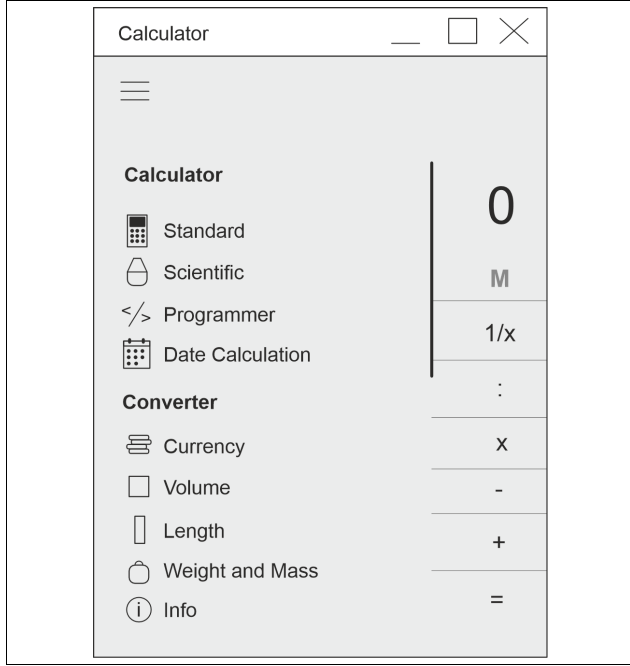 Calculator
Calculator
Standard
Scientific
</> Programmer
Date Calculation
Converter
Currency
Volume
Length
Weight and Mass
i Info
0
M
1/x
:
x
-
+
=